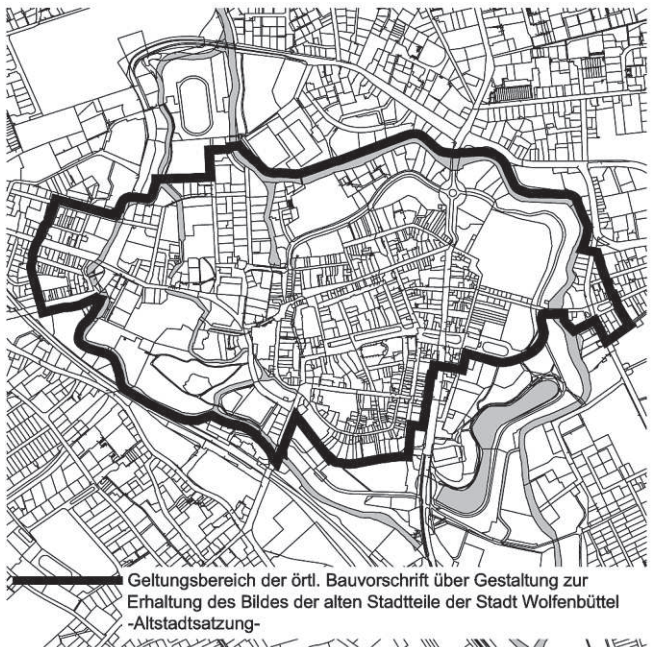 Geltungsbereich der örtl. Bauvorschrift über Gestaltung zur
Erhaltung des Bildes der alten Stadtteile der Stadt Wolfenbüttel
-Altstadtsatzung-